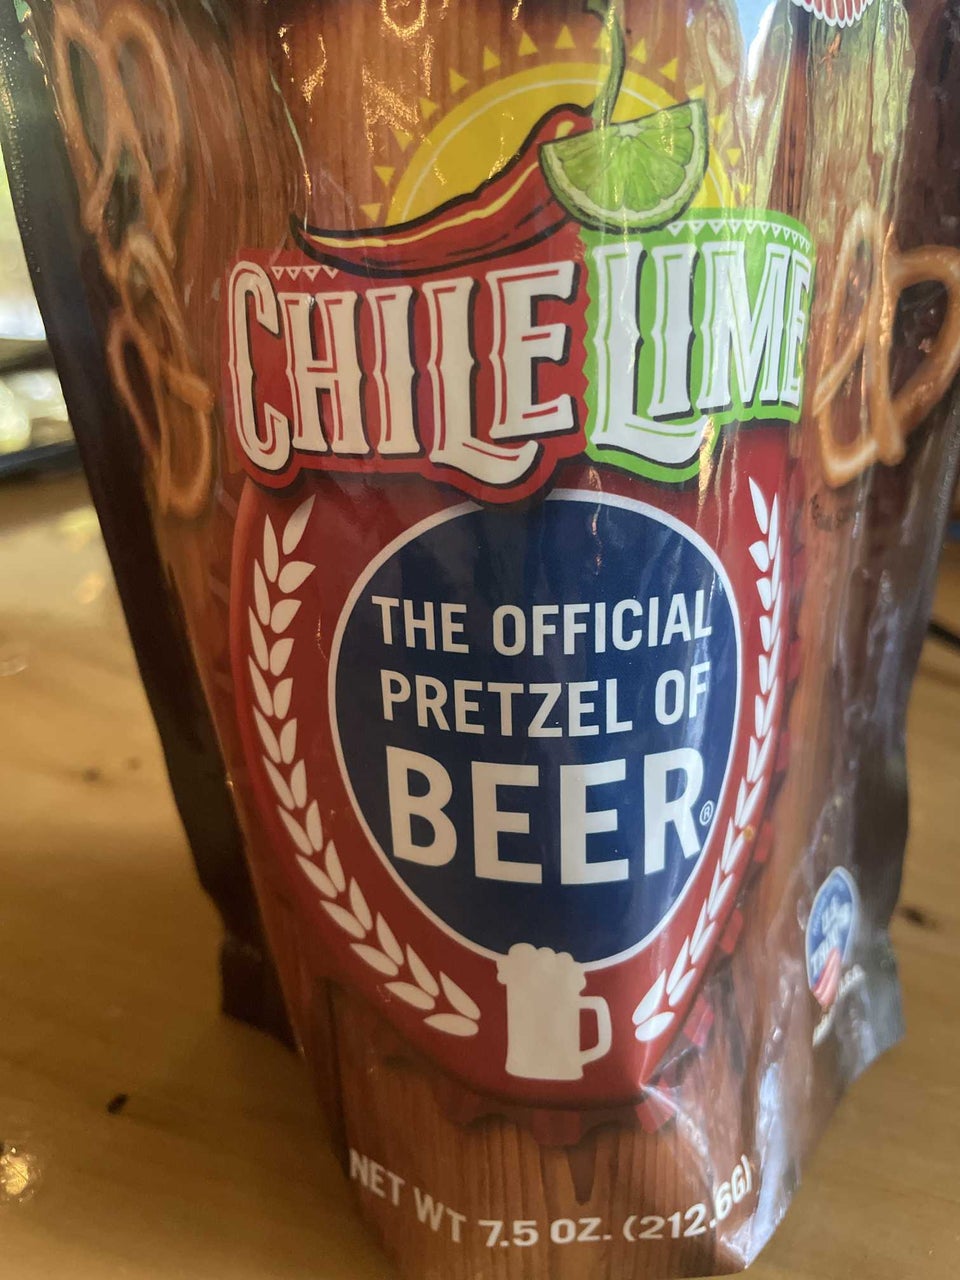 CHILE LIME
THE OFFICIAL
PRETZEL OF
BEER®
NET WT 7.5 OZ. (212.6G)